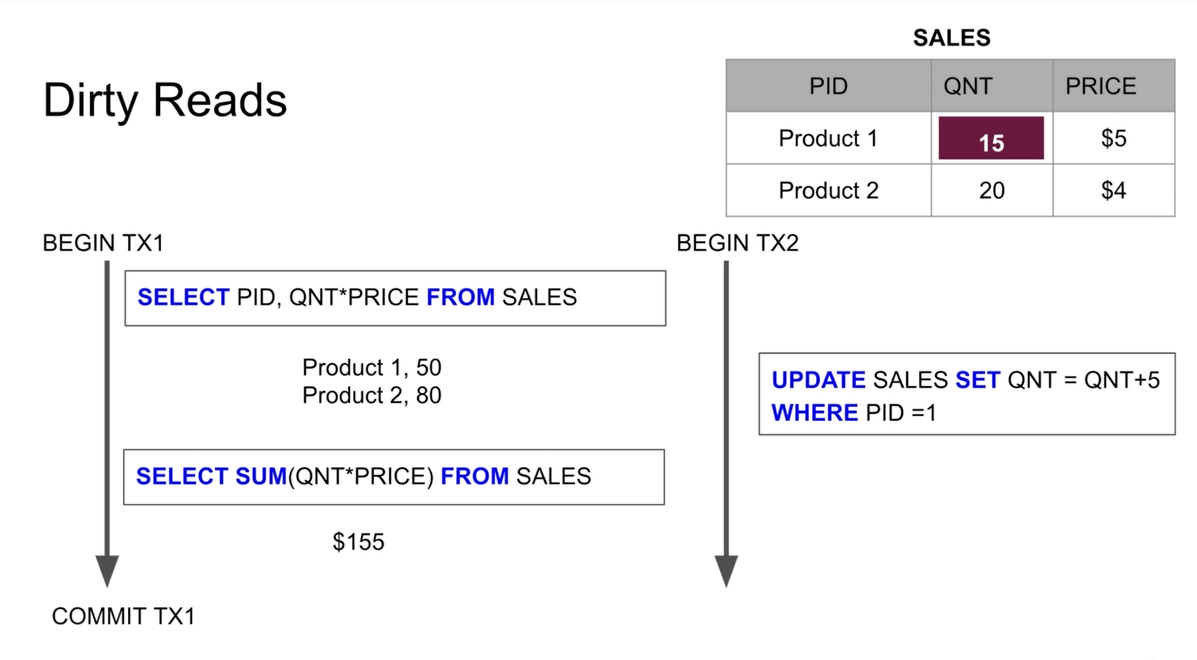 SALES
Dirty Reads
PID QNT PRICE
Product 1 15 $5
Product 2 20 $4
BEGIN TX1
BEGIN TX2
SELECT PID, QNT*PRICE FROM SALES
Product 1, 50
Product 2, 80
UPDATE SALES SET QNT = QNT+5
WHERE PID =1
SELECT SUM(QNT*PRICE) FROM SALES
$155
COMMIT TX1